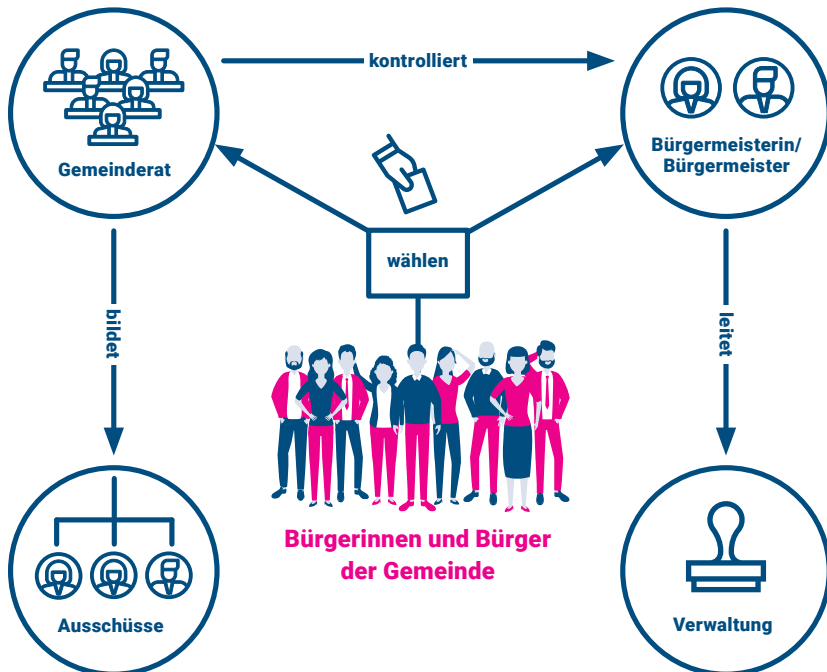 kontrolliert
Gemeinderat
Bürgermeisterin/
Bürgermeister
wählen
bildet
leitet
Bürgerinnen und Bürger
der Gemeinde
Ausschüsse
Verwaltung